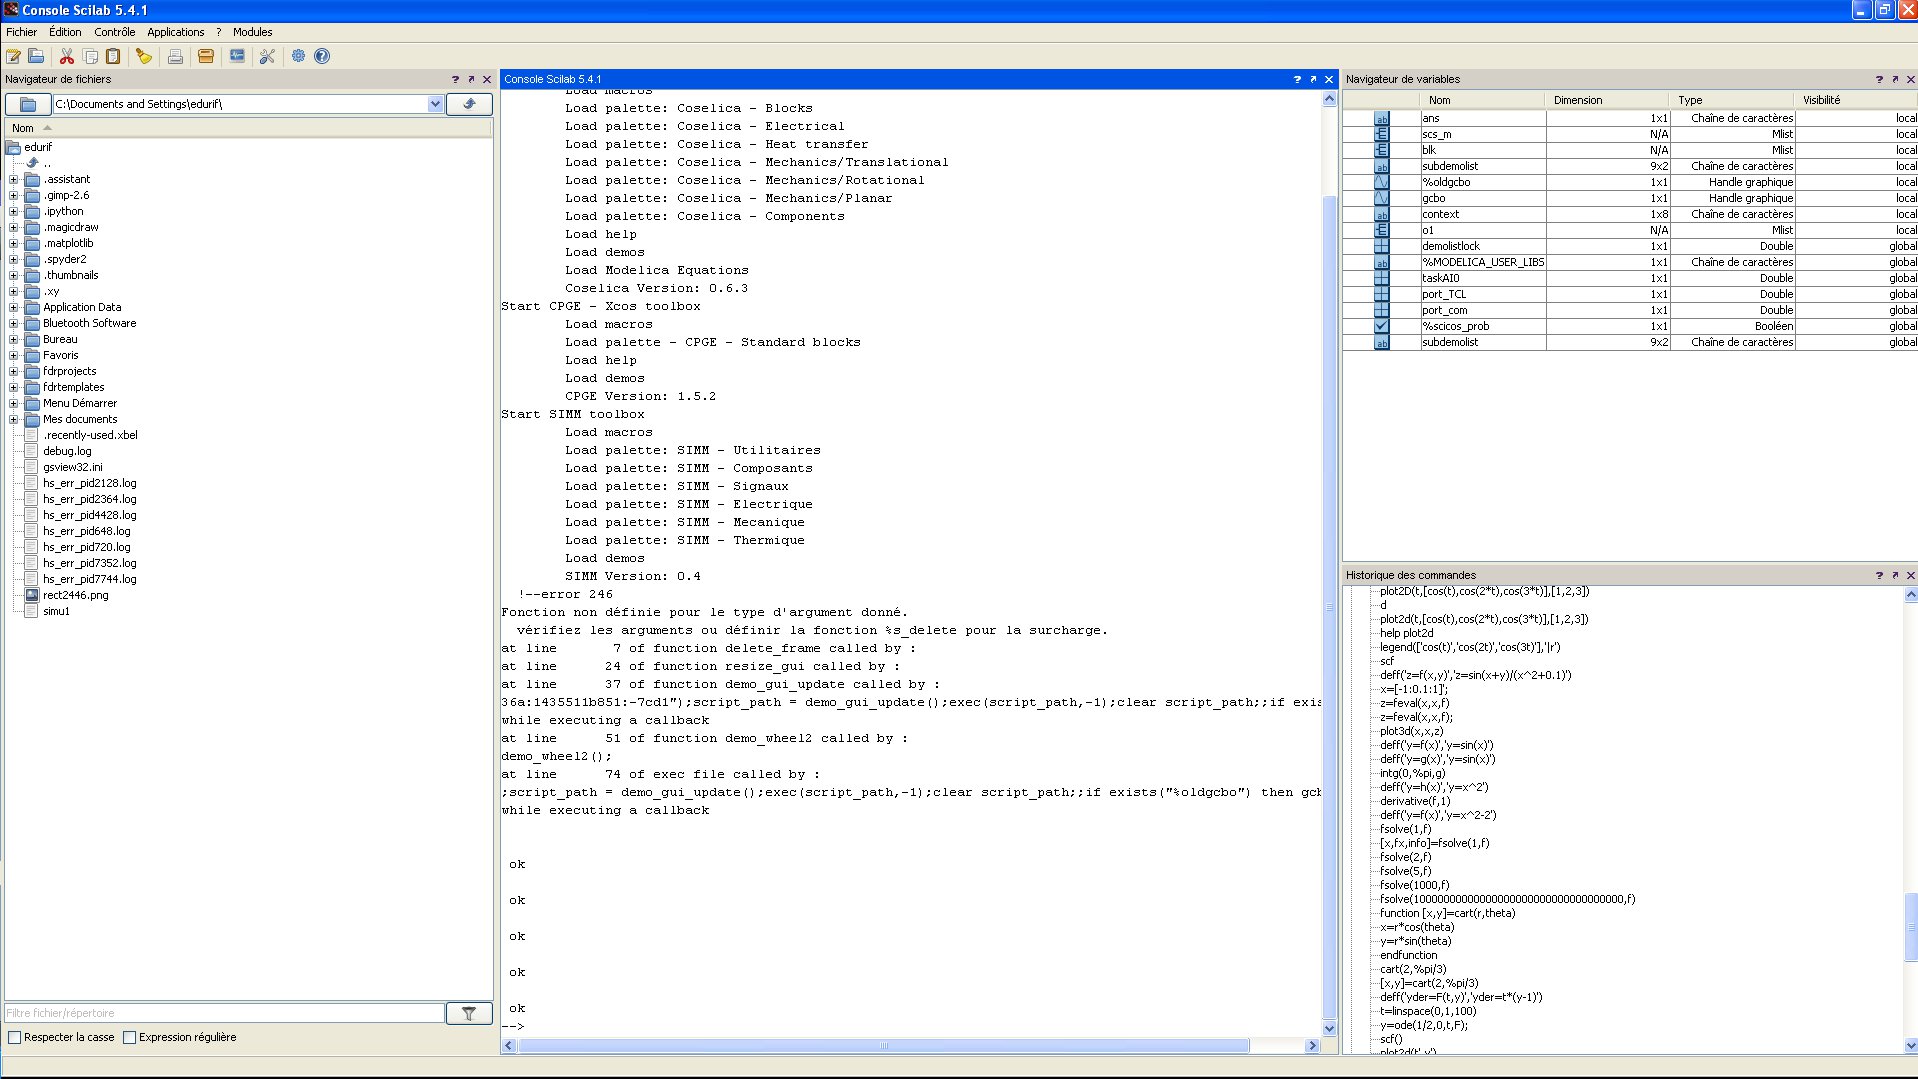 Console Scilab 5.4.1
Fichier Édition Contrôle Applications ? Modules
Navigateur de fichiers
C:\Documents and Settings\edurif\
Nom
edurif
..
.assistant
.gimp-2.6
.ipython
.magicdraw
.matplotlib
.spyder2
.thumbnails
.xy
Application Data
Bluetooth Software
Bureau
Favoris
fdrprojects
fdrtemplates
Menu Démarrer
Mes documents
.recently-used.xbel
debug.log
gsview32.ini
hs_err_pid2128.log
hs_err_pid2364.log
hs_err_pid4428.log
hs_err_pid648.log
hs_err_pid720.log
hs_err_pid7352.log
hs_err_pid7744.log
rect2446.png
simu1
Filtre fichier/répertoire
Respecter la casse Expression régulière
Console Scilab 5.4.1
Load macros
Load palette: Coselica - Blocks
Load palette: Coselica - Electrical
Load palette: Coselica - Heat transfer
Load palette: Coselica - Mechanics/Translational
Load palette: Coselica - Mechanics/Rotational
Load palette: Coselica - Mechanics/Planar
Load palette: Coselica - Components
Load help
Load demos
Load Modelica Equations
Coselica Version: 0.6.3
Start CPGE - Xcos toolbox
Load macros
Load palette - CPGE - Standard blocks
Load help
Load demos
CPGE Version: 1.5.2
Start SIMM toolbox
Load macros
Load palette: SIMM - Utilitaires
Load palette: SIMM - Composants
Load palette: SIMM - Signaux
Load palette: SIMM - Electrique
Load palette: SIMM - Mecanique
Load palette: SIMM - Thermique
Load demos
SIMM Version: 0.4
!--error 246
Fonction non définie pour le type d'argument donné.
vérifiez les arguments ou définir la fonction %s_delete pour la surcharge.
at line 7 of function delete_frame called by :
at line 24 of function resize_gui called by :
at line 37 of function demo_gui_update called by :
36a:1435511b851:-7cd1");script_path = demo_gui_update();exec(script_path,-1);clear script_path;;if exis
while executing a callback
at line 51 of function demo_wheel2 called by :
demo_wheel2();
at line 74 of exec file called by :
;script_path = demo_gui_update();exec(script_path,-1);clear script_path;;if exists("%oldgcbo") then gcb
while executing a callback
ok
ok
ok
ok
ok
-->
Navigateur de variables
Nom Dimension Type Visibilité
ans 1x1 Chaîne de caractères local
scs_m N/A Mlist local
blk N/A Mlist local
subdemolist 9x2 Chaîne de caractères local
%oldgcbo 1x1 Handle graphique local
gcbo 1x1 Handle graphique local
context 1x8 Chaîne de caractères local
o1 N/A Mlist local
demolistlock 1x1 Double global
%MODELICA_USER_LIBS 1x1 Chaîne de caractères global
taskAI0 1x1 Double global
port_TCL 1x1 Double global
port_com 1x1 Double global
%scicos_prob 1x1 Booléen global
subdemolist 9x2 Chaîne de caractères global
Historique des commandes
plot2D(t,[cos(t),cos(2*t),cos(3*t)],[1,2,3])
d
plot2d(t,[cos(t),cos(2*t),cos(3*t)],[1,2,3])
help plot2d
legend(['cos(t)','cos(2t)','cos(3t)'],'|r')
scf
deff('z=f(x,y)','z=sin(x+y)/(x^2+0.1)')
x=[-1:0.1:1]';
z=feval(x,x,f)
z=feval(x,x,f);
plot3d(x,x,z)
deff('y=f(x)','y=sin(x)')
deff('y=g(x)','y=sin(x)')
intg(0,%pi,g)
deff('y=h(x)','y=x^2')
derivative(f,1)
deff('y=f(x)','y=x^2-2')
fsolve(1,f)
[x,fx,info]=fsolve(1,f)
fsolve(2,f)
fsolve(5,f)
fsolve(1000,f)
function [x,y]=cart(r,theta)
x=r*cos(theta)
y=r*sin(theta)
endfunction
cart(2,%pi/3)
[x,y]=cart(2,%pi/3)
deff('yder=F(t,y)','yder=t*(y-1)')
t=linspace(0,1,100)
y=ode(1/2,0,t,F);
scf()
plot2d(t',y')